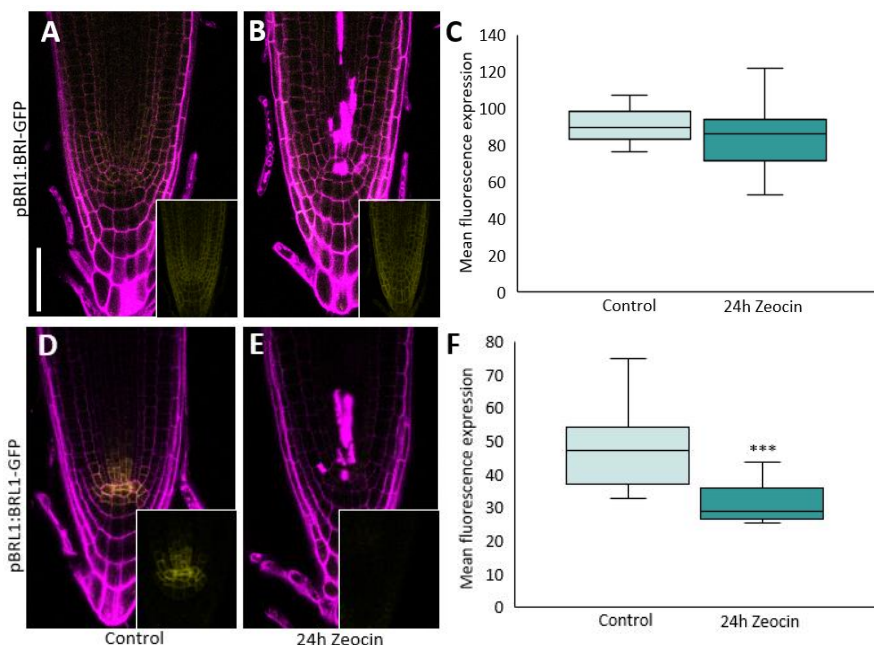 A
B
C
pBRI1:BRI-GFP
Mean fluorescence expression
140
120
100
80
60
40
20
0
Control
24h Zeocin
D
E
F
pBRL1:BRL1-GFP
Mean fluorescence expression
80
70
60
50
40
30
20
10
0
***
Control
24h Zeocin
Control
24h Zeocin